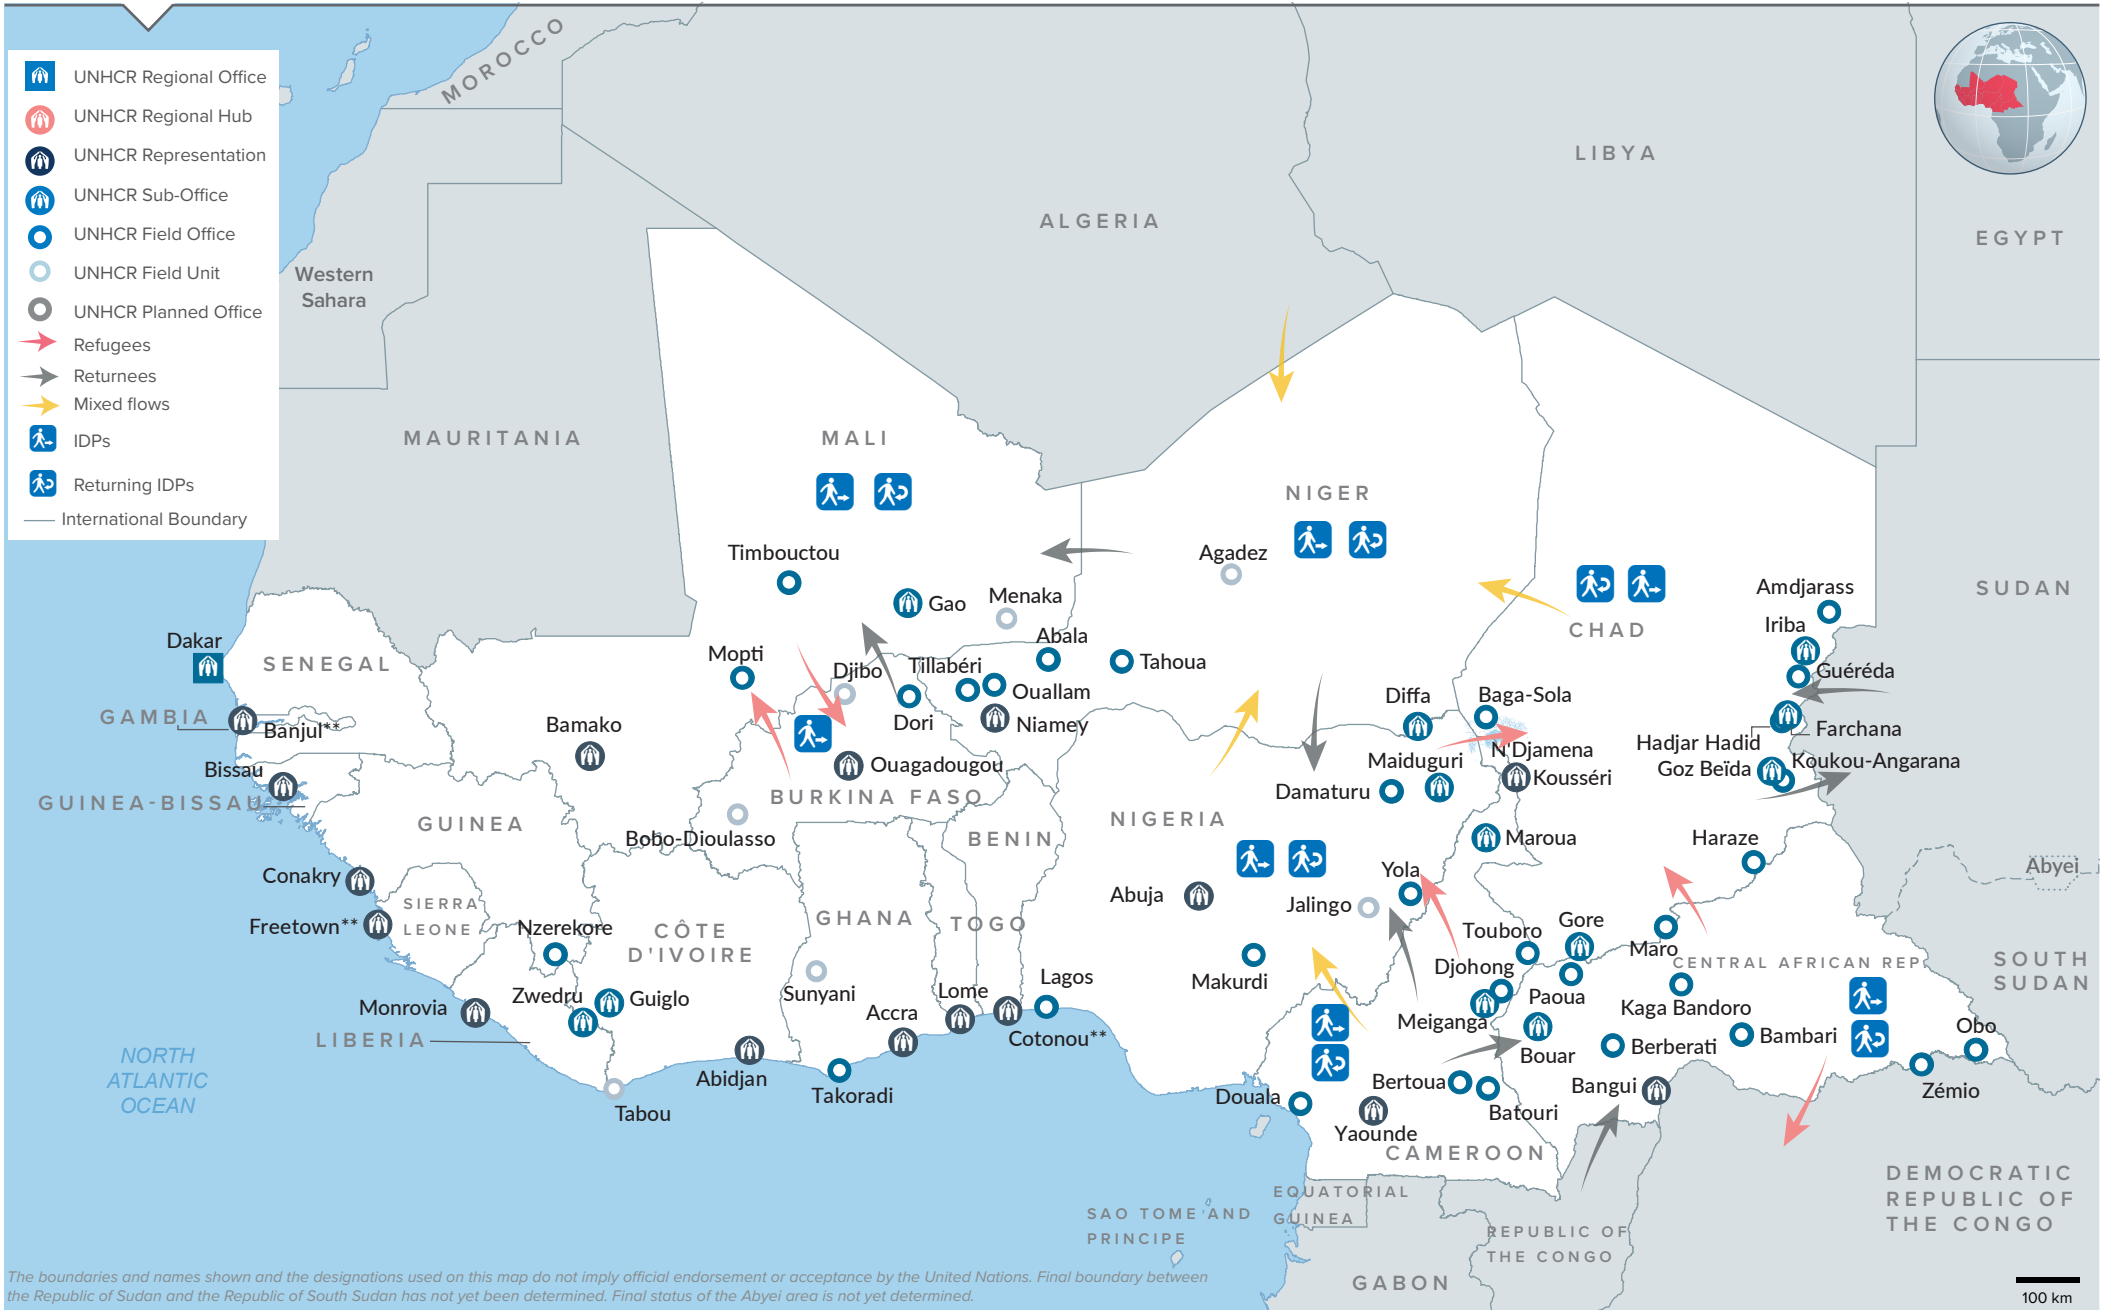 UNHCR Regional Office
UNHCR Regional Hub
UNHCR Representation
UNHCR Sub-Office
UNHCR Field Office
UNHCR Field Unit
UNHCR Planned Office
Refugees
Returnees
Mixed flows
IDPs
Returning IDPs
International Boundary
MOROCCO
LIBYA
ALGERIA
EGYPT
Western
Sahara
MAURITANIA
MALI
NIGER
Timbouctou
Agadez
Gao
Menaka
Amdjarass
SUDAN
Iriba
CHAD
Dakar
SENEGAL
Abala
Mopti
Djibo
Tillabéri
Tahoua
Guéréda
Ouallam
Diffa
Baga-Sola
GAMBIA
Banjul**
Bamako
Dori
Niamey
Farchana
Hadjar Hadid
N'Djamena
Maiduguri
Koukou-Angarana
Bissau
Ouagadougou
Goz Beïda
Kousséri
Damaturu
GUINEA-BISSAU
BURKINA FASO
GUINEA
NIGERIA
Bobo-Dioulasso
BENIN
Maroua
Haraze
Conakry
Yola
Abyei
Abuja
Jalingo
SIERRA
LEONE
GHANA
TOGO
Freetown**
Nzerekore
CÔTE
D'IVOIRE
Touboro
Gore
Maro
CENTRAL AFRICAN REP
SOUTH
SUDAN
Djohong
Makurdi
Lagos
Lome
Sunyani
Zwedru
Guiglo
Paoua
Kaga Bandoro
Monrovia
Accra
Meiganga
LIBERIA
Cotonou**
Bouar
Berberati
Bambari
Obo
NORTH
ATLANTIC
OCEAN
Abidjan
Takoradi
Tabou
Douala
Bertoua
Batouri
Bangui
Zémio
Yaounde
CAMEROON
EQUATORIAL
GUINEA
SAO TOME AND
PRINCIPE
REPUBLIC OF
THE CONGO
GABON
DEMOCRATIC
REPUBLIC OF
THE CONGO
The boundaries and names shown and the designations used on this map do not imply official endorsement or acceptance by the United Nations. Final boundary between
the Republic of Sudan and the Republic of South Sudan has not yet been determined. Final status of the Abyei area is not yet determined.
100 km